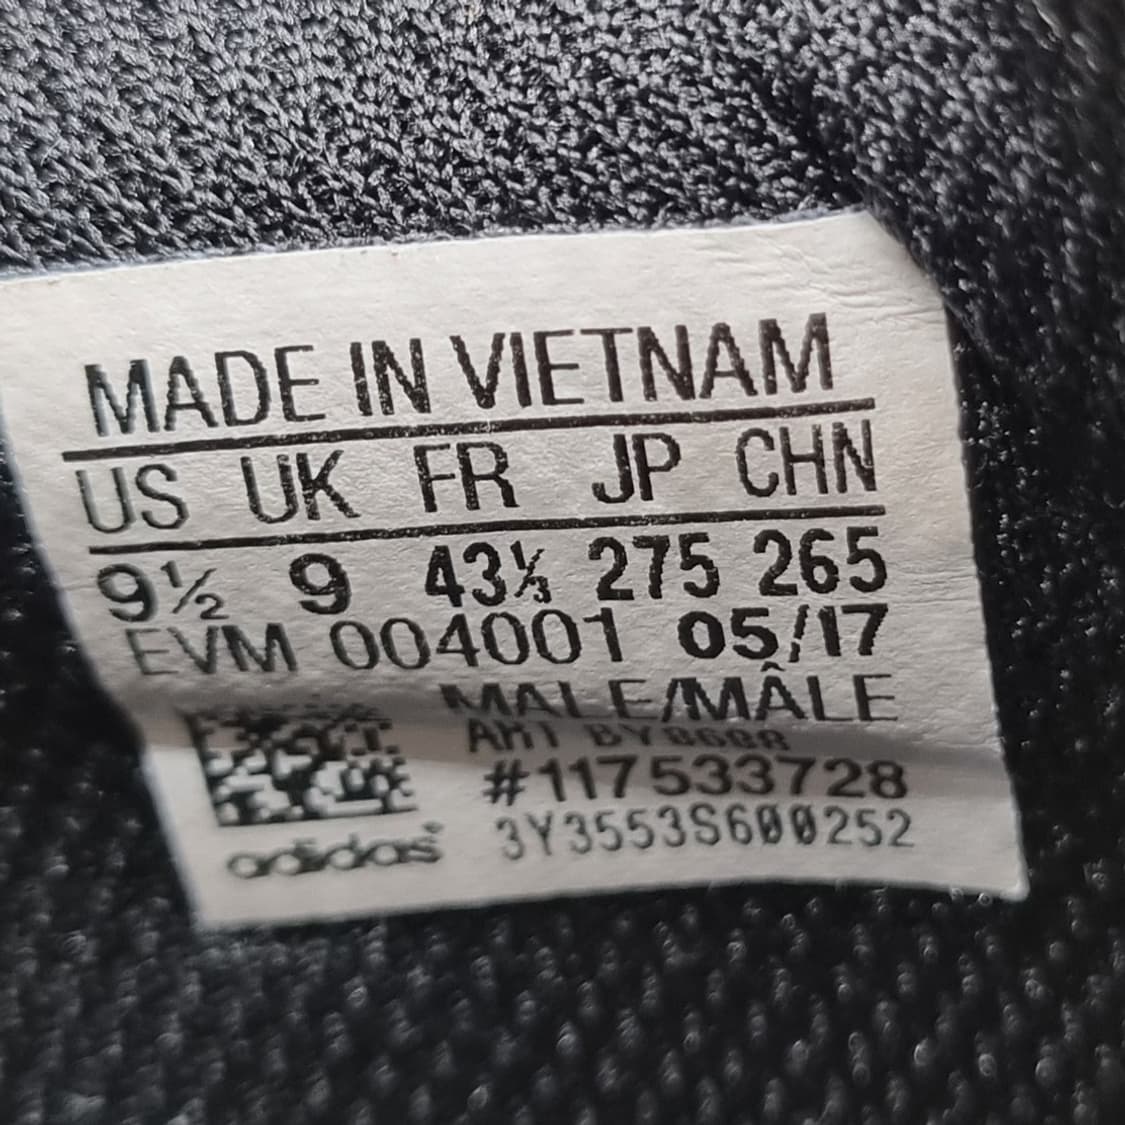 MADE IN VIETNAM
US UK FR JP CHN
9½ 9 43⅓ 275 265
EVM 004001 05/17
MALE/MÂLE
ART
#117533728
3Y3553S600252
adidas